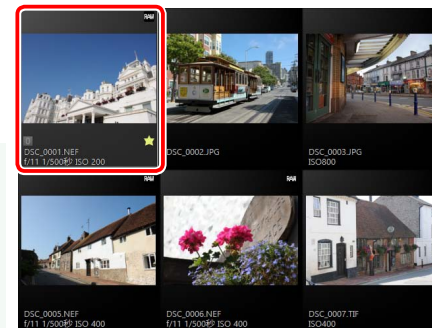 RAW
0
DSC_0001.NEF
f/11 1/500秒 ISO 200
DSC_0002.JPG
DSC_0003.JPG
ISO800
RAW
RAW
DSC_0005.NEF
f/11 1/500秒 ISO 400
DSC_0006.NEF
f/11 1/500秒 ISO 400
DSC_0007.TIF
ISO400